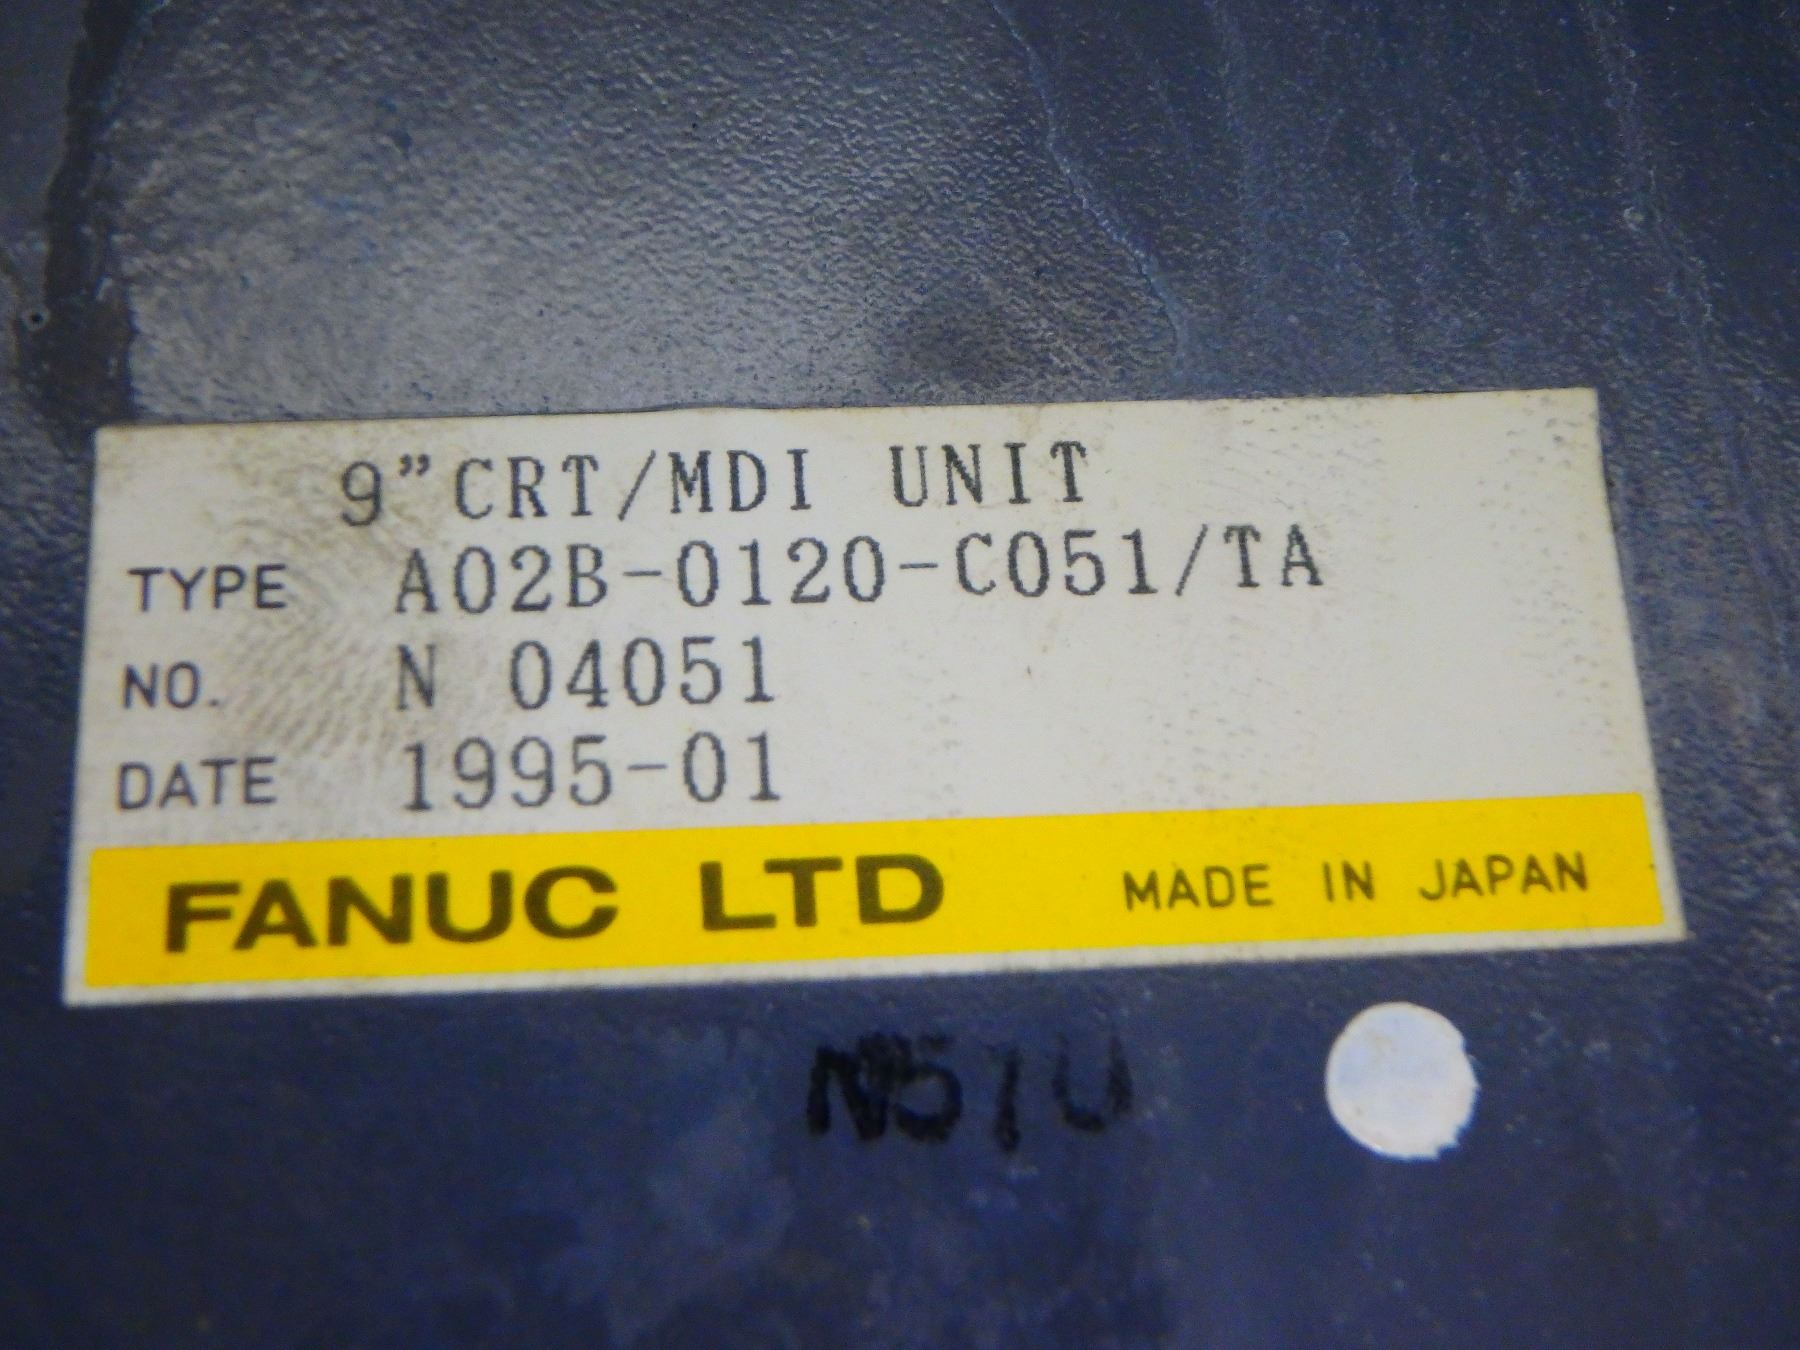 9”CRT/MDI UNIT
TYPE A02B-0120-C051/TA
NO. N 04051
DATE 1995-01
FANUC LTD MADE IN JAPAN